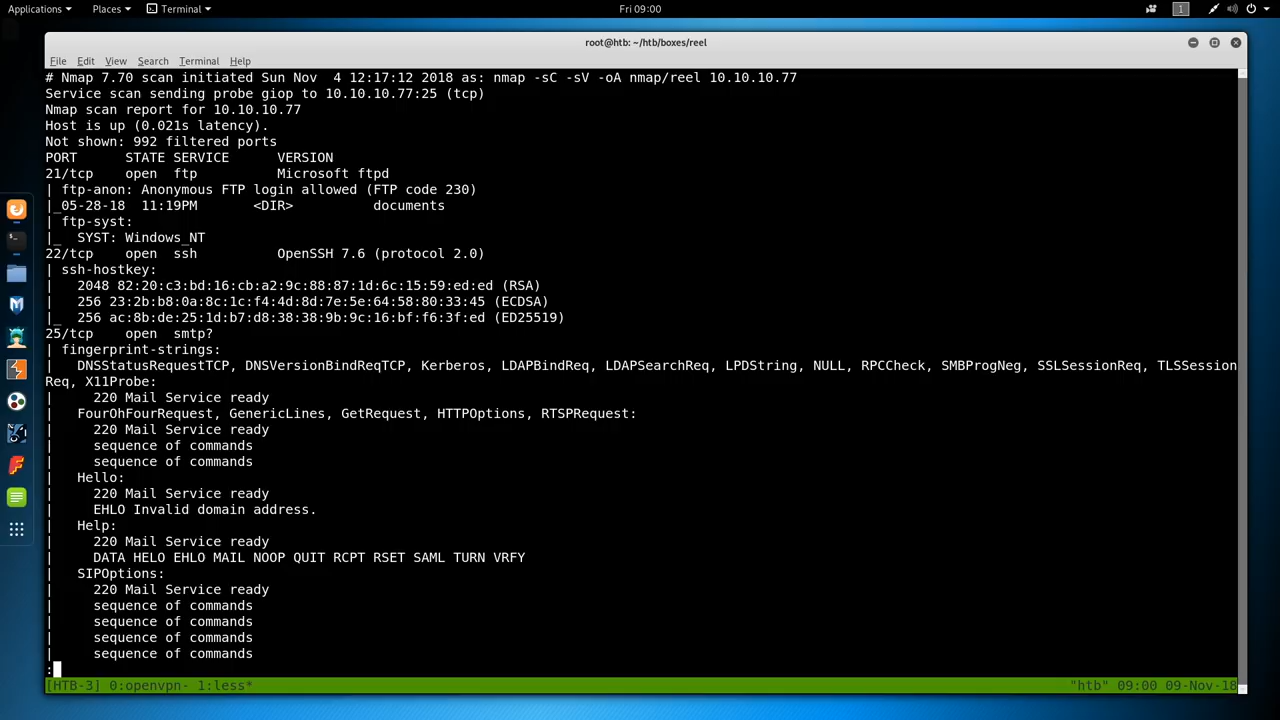 Applications Places Terminal Fri 09:00 1
root@htb: ~/htb/boxes/reel
File Edit View Search Terminal Help
# Nmap 7.70 scan initiated Sun Nov  4 12:17:12 2018 as: nmap -sC -sV -oA nmap/reel 10.10.10.77
Service scan sending probe giop to 10.10.10.77:25 (tcp)
Nmap scan report for 10.10.10.77
Host is up (0.021s latency).
Not shown: 992 filtered ports
PORT      STATE SERVICE      VERSION
21/tcp    open  ftp          Microsoft ftpd
| ftp-anon: Anonymous FTP login allowed (FTP code 230)
|_05-28-18  11:19PM       <DIR>          documents
| ftp-syst:
|_  SYST: Windows_NT
22/tcp    open  ssh          OpenSSH 7.6 (protocol 2.0)
| ssh-hostkey:
|   2048 82:20:c3:bd:16:cb:a2:9c:88:87:1d:6c:15:59:ed:ed (RSA)
|   256 23:2b:b8:0a:8c:1c:f4:4d:8d:7e:5e:64:58:80:33:45 (ECDSA)
|_  256 ac:8b:de:25:1d:b7:d8:38:38:9b:9c:16:bf:f6:3f:ed (ED25519)
25/tcp    open  smtp?
| fingerprint-strings:
|   DNSStatusRequestTCP, DNSVersionBindReqTCP, Kerberos, LDAPBindReq, LDAPSearchReq, LPDString, NULL, RPCCheck, SMBProgNeg, SSLSessionReq, TLSSession
Req, X11Probe:
|     220 Mail Service ready
|   FourOhFourRequest, GenericLines, GetRequest, HTTPOptions, RTSPRequest:
|     220 Mail Service ready
|     sequence of commands
|     sequence of commands
|   Hello:
|     220 Mail Service ready
|     EHLO Invalid domain address.
|   Help:
|     220 Mail Service ready
|     DATA HELO EHLO MAIL NOOP QUIT RCPT RSET SAML TURN VRFY
|   SIPOptions:
|     220 Mail Service ready
|     sequence of commands
|     sequence of commands
|     sequence of commands
|     sequence of commands
:
[HTB-3] 0:openvpn- 1:less* "htb" 09:00 09-Nov-18